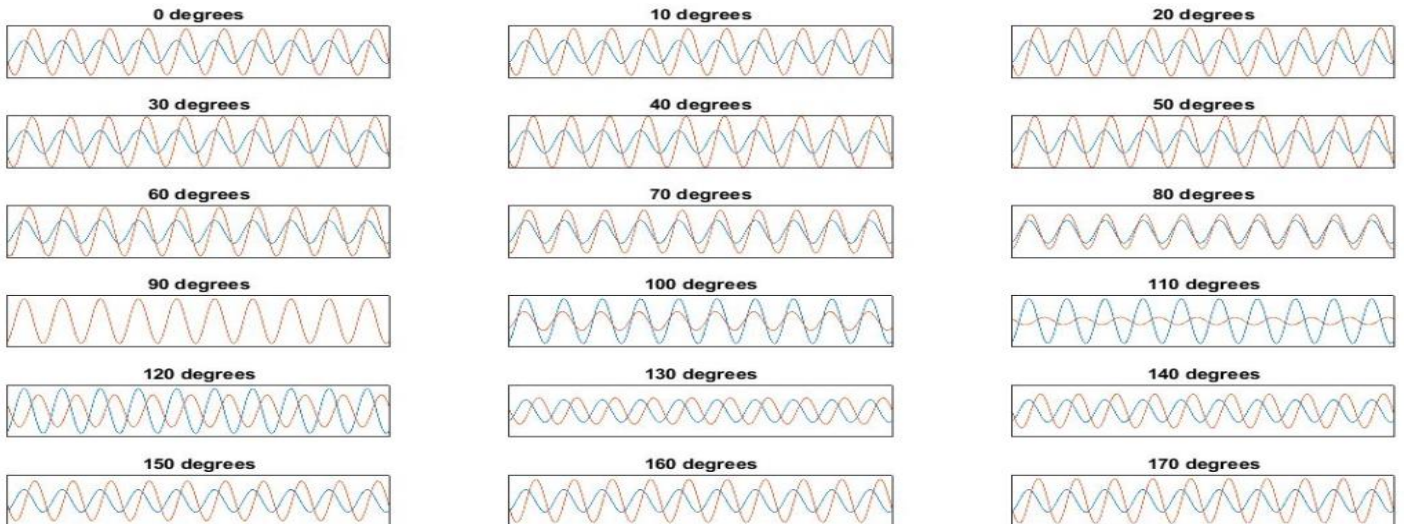 0 degrees
10 degrees
20 degrees
30 degrees
40 degrees
50 degrees
60 degrees
70 degrees
80 degrees
90 degrees
100 degrees
110 degrees
120 degrees
130 degrees
140 degrees
150 degrees
160 degrees
170 degrees